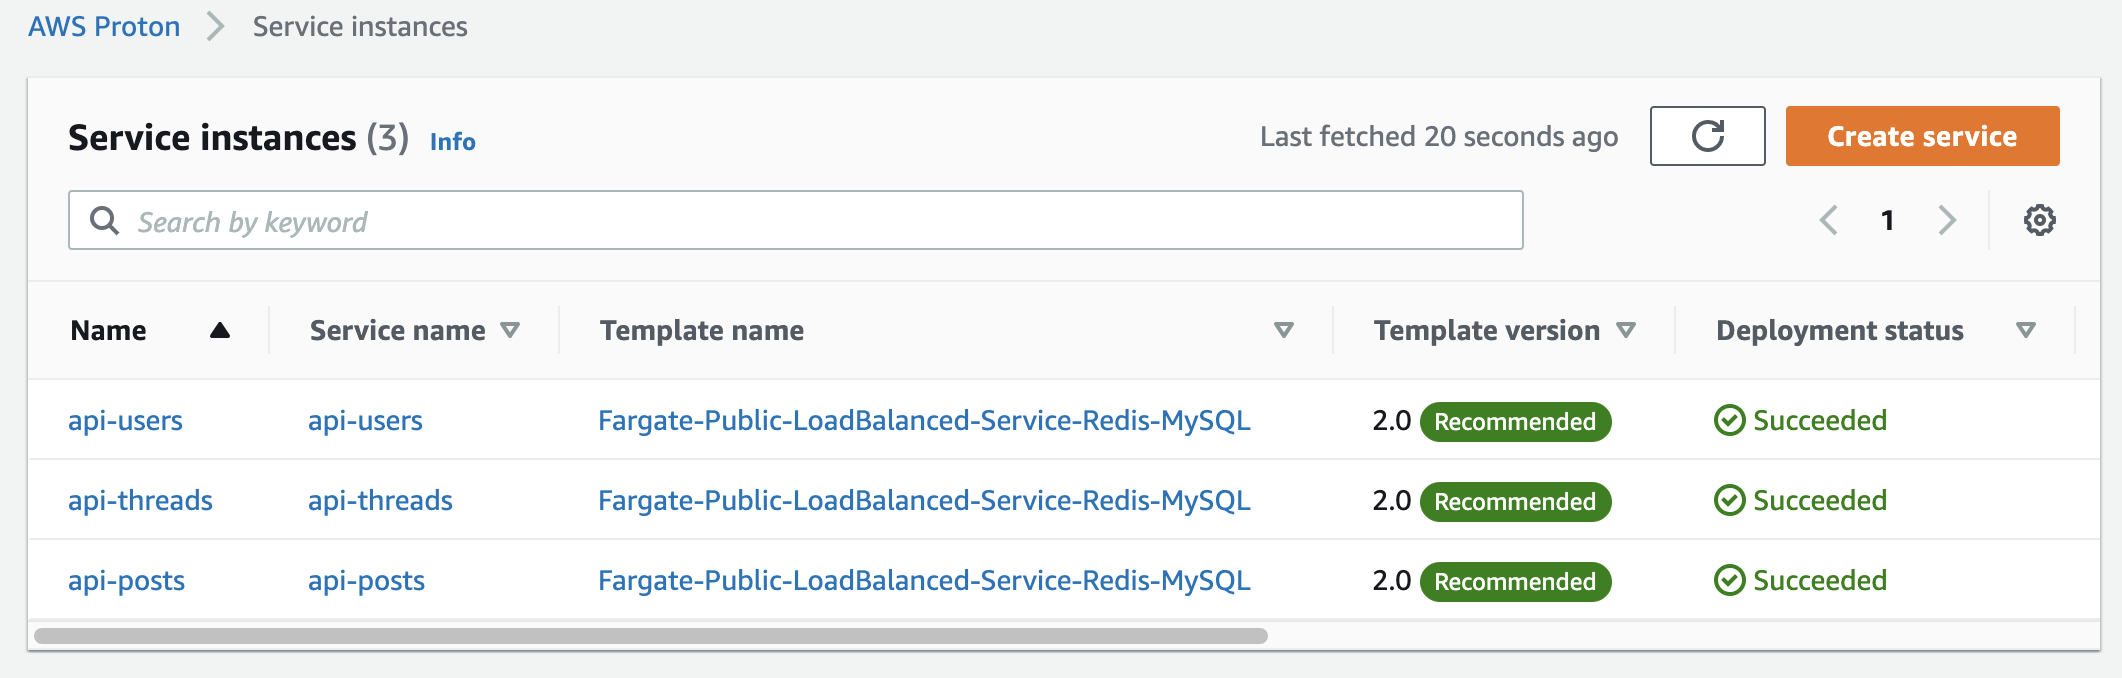 AWS Proton > Service instances
Service instances (3) Info
Last fetched 20 seconds ago
Create service
Search by keyword
1
Name Service name Template name Template version Deployment status
api-users api-users Fargate-Public-LoadBalanced-Service-Redis-MySQL 2.0 Recommended Succeeded
api-threads api-threads Fargate-Public-LoadBalanced-Service-Redis-MySQL 2.0 Recommended Succeeded
api-posts api-posts Fargate-Public-LoadBalanced-Service-Redis-MySQL 2.0 Recommended Succeeded